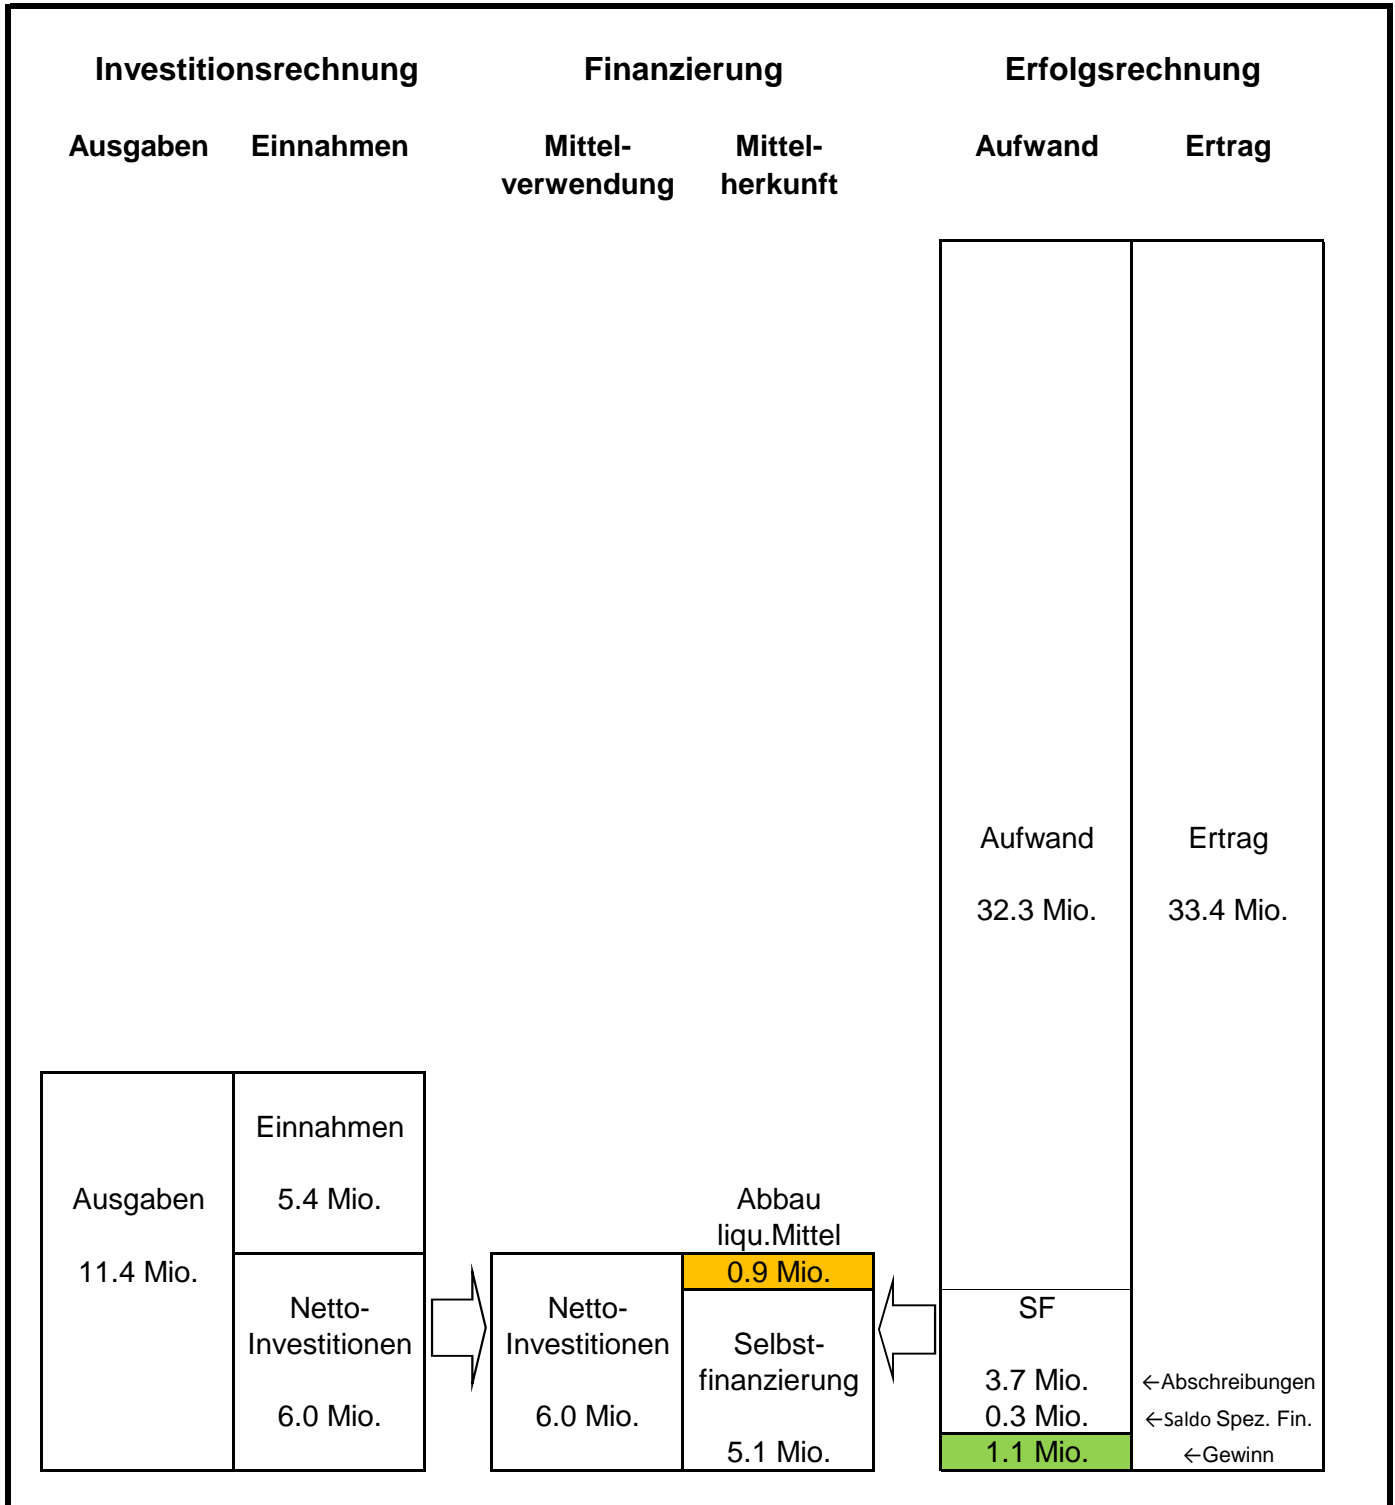 Investitionsrechnung Finanzierung Erfolgsrechnung
Ausgaben Einnahmen Mittel- Mittel- Aufwand Ertrag
verwendung herkunft
Aufwand Ertrag
32.3 Mio. 33.4 Mio.
Einnahmen
Ausgaben 5.4 Mio. Abbau
liqu.Mittel
11.4 Mio. 0.9 Mio.
Netto- Netto- SF
Investitionen Investitionen Selbst-
finanzierung 3.7 Mio. ←Abschreibungen
6.0 Mio. 6.0 Mio. 0.3 Mio. ←Saldo Spez. Fin.
5.1 Mio. 1.1 Mio. ←Gewinn